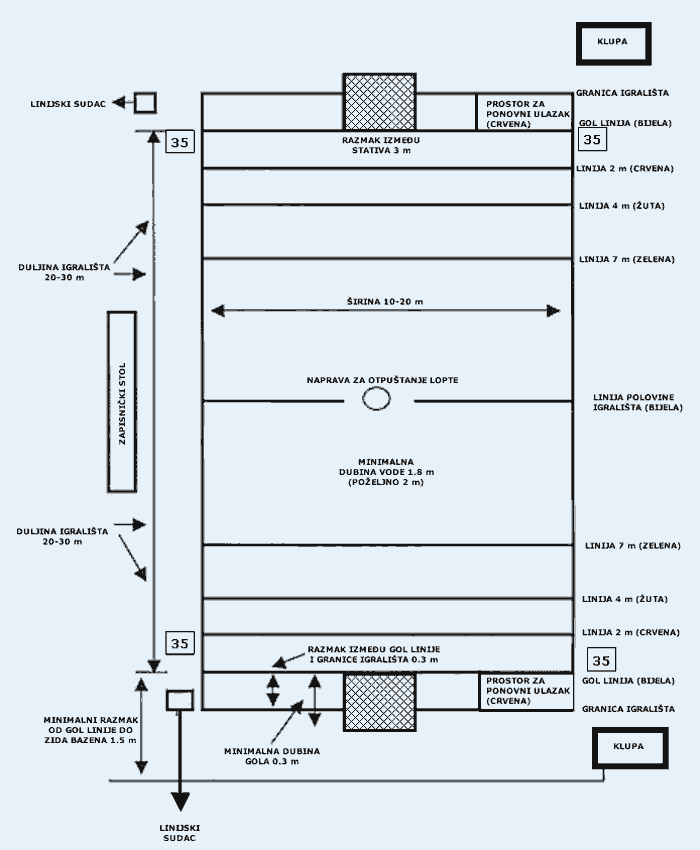 KLUPA
LINIJSKI SUDAC
GRANICA IGRALIŠTA
PROSTOR ZA
PONOVNI ULAZAK
(CRVENA)
GOL LINIJA (BIJELA)
35
35
RAZMAK IZMEĐU
STATIVA 3 m
LINIJA 2 m (CRVENA)
LINIJA 4 m (ŽUTA)
LINIJA 7 m (ZELENA)
DULJINA IGRALIŠTA
20-30 m
ŠIRINA 10-20 m
ZAPISNIČKI STOL
NAPRAVA ZA OTPUŠTANJE LOPTE
LINIJA POLOVINE
IGRALIŠTA (BIJELA)
MINIMALNA
DUBINA VODE 1.8 m
(POŽELJNO 2 m)
DULJINA IGRALIŠTA
20-30 m
LINIJA 7 m (ZELENA)
LINIJA 4 m (ŽUTA)
LINIJA 2 m (CRVENA)
35
RAZMAK IZMEĐU GOL LINIJE
I GRANICE IGRALIŠTA 0.3 m
35
PROSTOR ZA
PONOVNI ULAZAK
(CRVENA)
GOL LINIJA (BIJELA)
GRANICA IGRALIŠTA
MINIMALNI RAZMAK
OD GOL LINIJE DO
ZIDA BAZENA 1.5 m
MINIMALNA DUBINA
GOLA 0.3 m
KLUPA
LINIJSKI
SUDAC